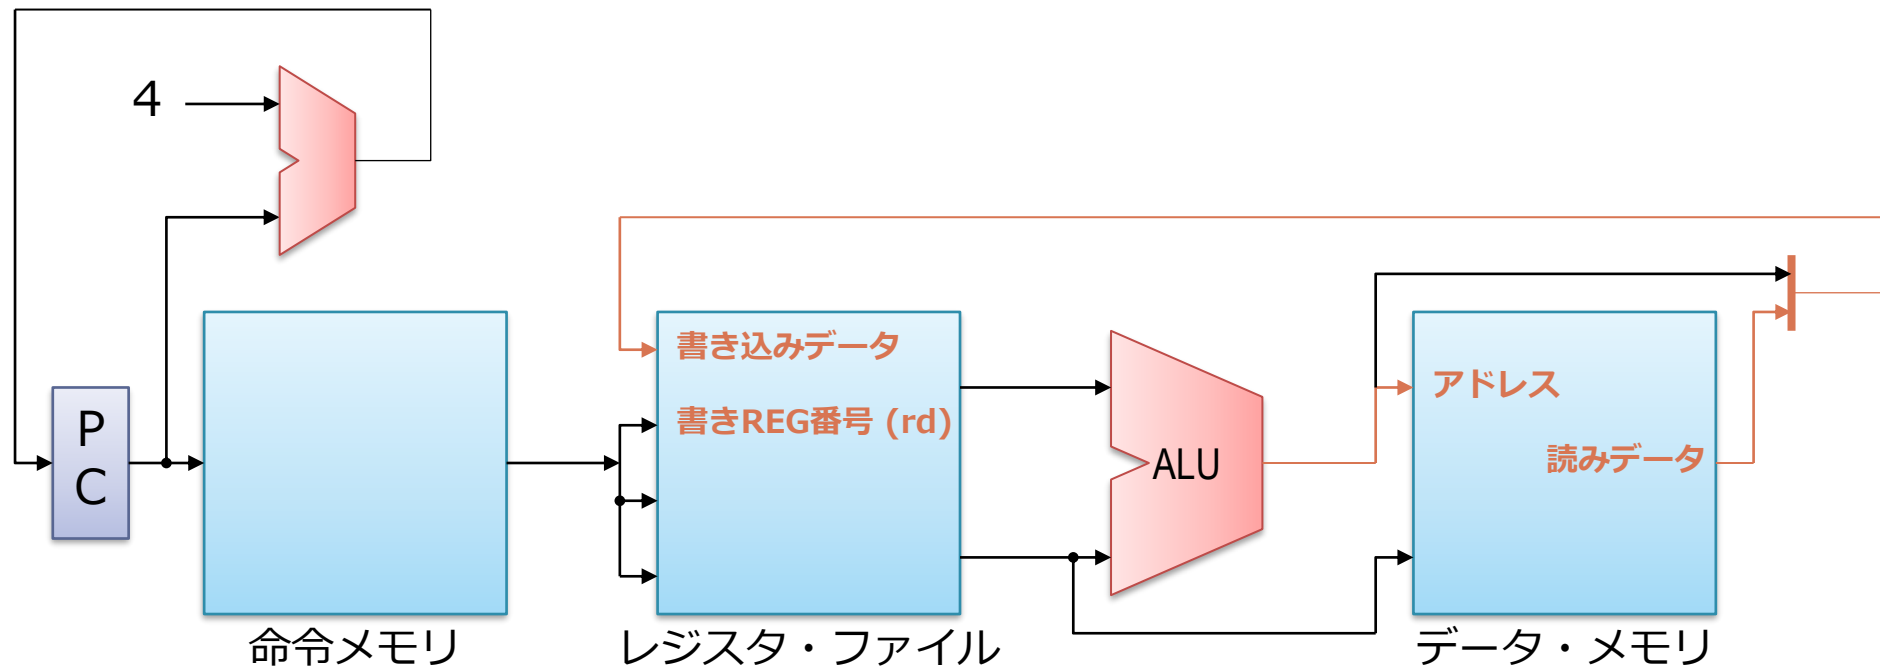 4
P
C
書き込みデータ
書きREG番号 (rd)
ALU
アドレス
読みデータ
命令メモリ
レジスタ・ファイル
データ・メモリ